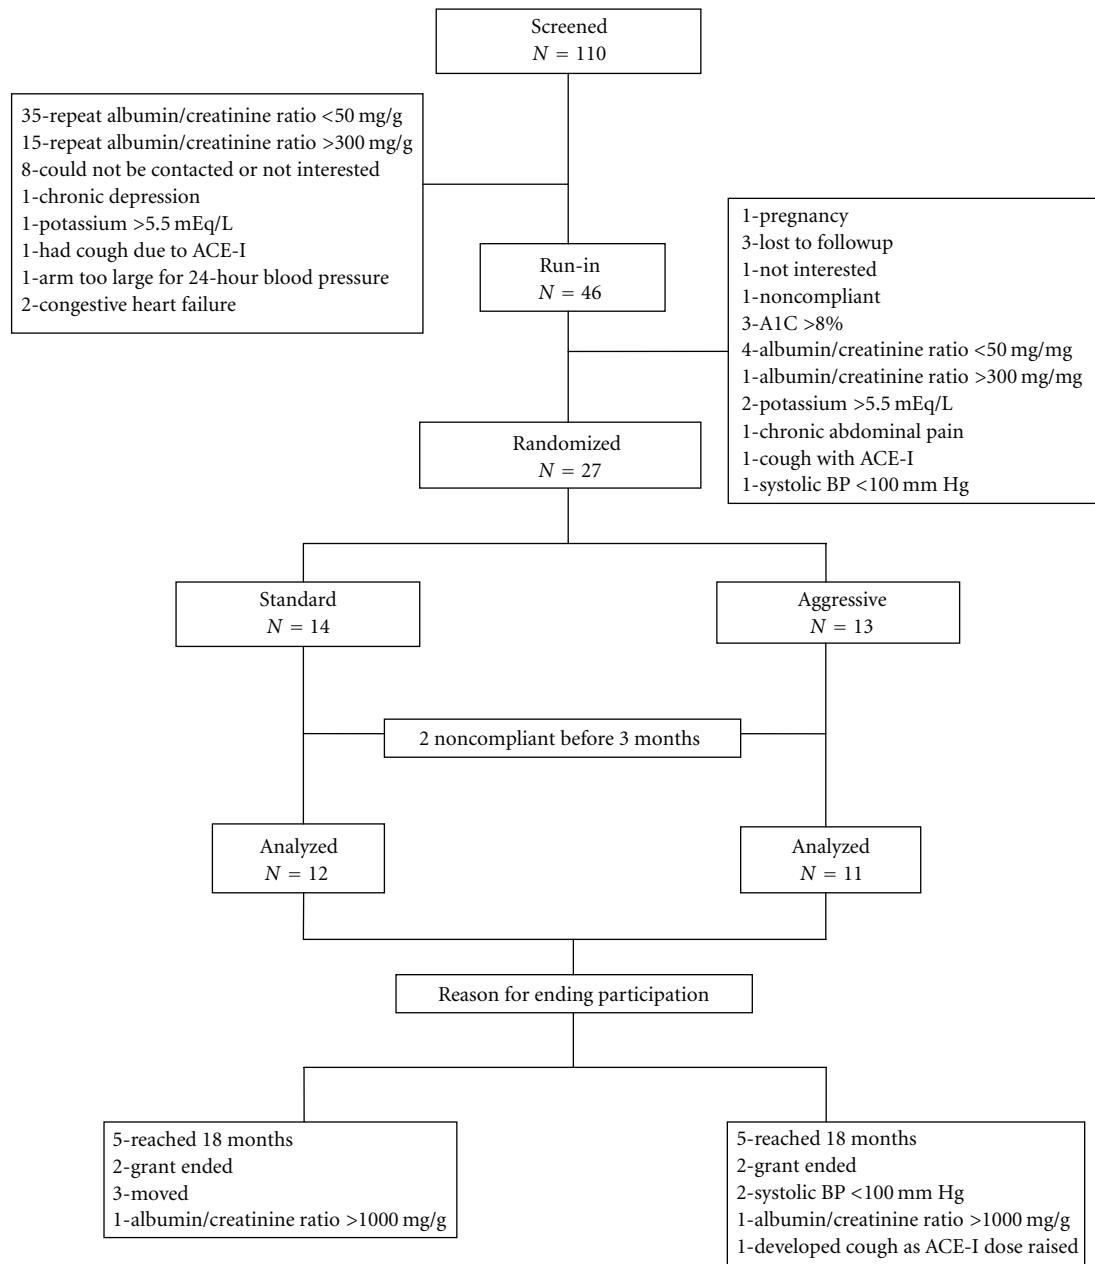 Screened
N = 110
35-repeat albumin/creatinine ratio <50 mg/g
15-repeat albumin/creatinine ratio >300 mg/g
8-could not be contacted or not interested
1-chronic depression
1-potassium >5.5 mEq/L
1-had cough due to ACE-I
1-arm too large for 24-hour blood pressure
2-congestive heart failure
Run-in
N = 46
1-pregnancy
3-lost to followup
1-not interested
1-noncompliant
3-A1C >8%
4-albumin/creatinine ratio <50 mg/mg
1-albumin/creatinine ratio >300 mg/mg
2-potassium >5.5 mEq/L
1-chronic abdominal pain
1-cough with ACE-I
1-systolic BP <100 mm Hg
Randomized
N = 27
Standard
N = 14
Aggressive
N = 13
2 noncompliant before 3 months
Analyzed
N = 12
Analyzed
N = 11
Reason for ending participation
5-reached 18 months
2-grant ended
3-moved
1-albumin/creatinine ratio >1000 mg/g
5-reached 18 months
2-grant ended
2-systolic BP <100 mm Hg
1-albumin/creatinine ratio >1000 mg/g
1-developed cough as ACE-I dose raised